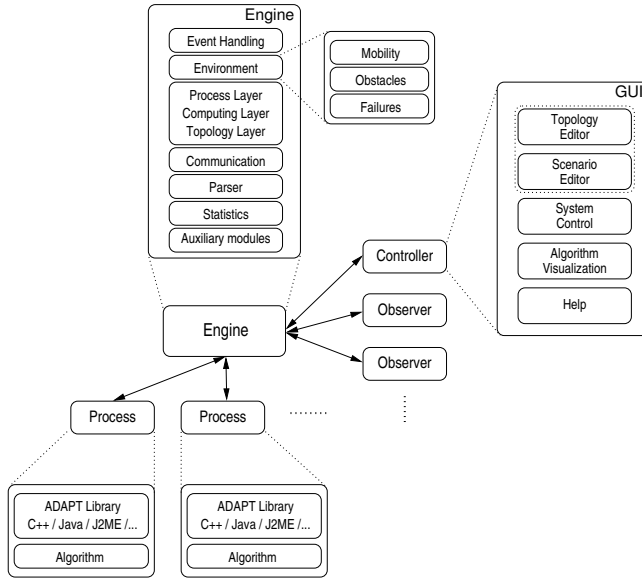 Engine
Event Handling
Environment
Process Layer
Computing Layer
Topology Layer
Communication
Parser
Statistics
Auxiliary modules
Mobility
Obstacles
Failures
GUI
Topology
Editor
Scenario
Editor
System
Control
Algorithm
Visualization
Help
Controller
Observer
Observer
Engine
Process
Process
ADAPT Library
C++ / Java / J2ME /...
Algorithm
ADAPT Library
C++ / Java / J2ME /...
Algorithm